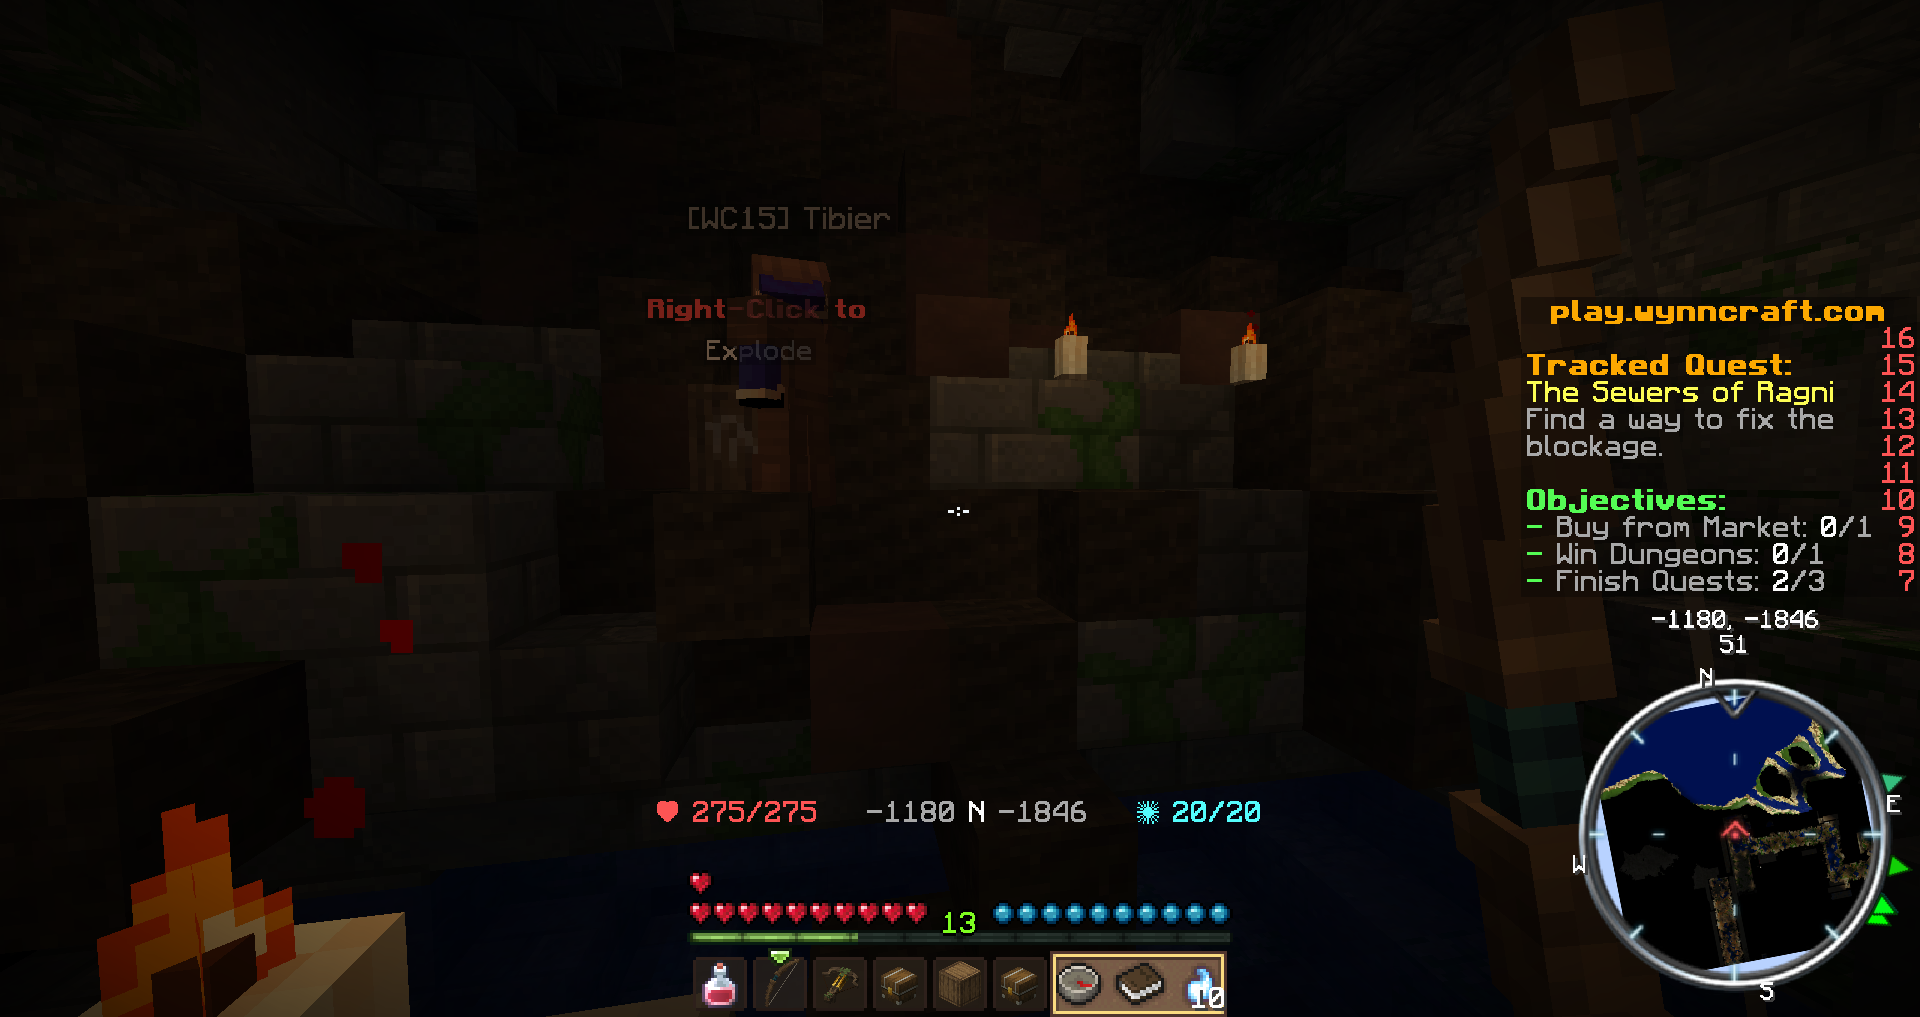 [WC15] Tibier
Right-Click to
Explode
play.wynncraft.com
16
Tracked Quest: 15
The Sewers of Ragni 14
Find a way to fix the 13
blockage. 12
11
Objectives: 10
- Buy from Market: 0/1 9
- Win Dungeons: 0/1 8
- Finish Quests: 2/3 7
-1180, -1846
51
N
E
W
S
275/275 -1180 N -1846 20/20
13
10